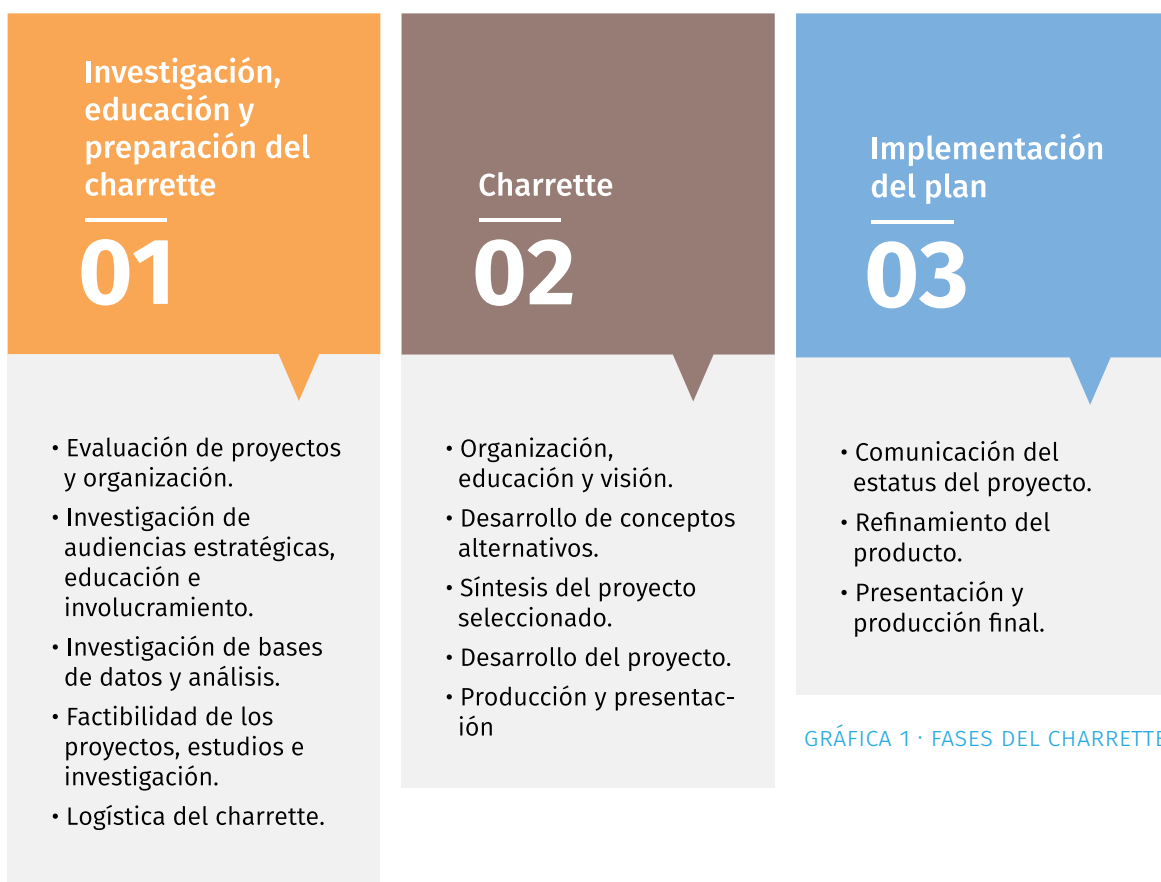 Investigación,
educación y
preparación del
charrette
01
• Evaluación de proyectos
y organización.
• Investigación de
audiencias estratégicas,
educación e
involucramiento.
• Investigación de bases
de datos y análisis.
• Factibilidad de los
proyectos, estudios e
investigación.
• Logística del charrette.
Charrette
02
• Organización,
educación y visión.
• Desarrollo de conceptos
alternativos.
• Síntesis del proyecto
seleccionado.
• Desarrollo del proyecto.
• Producción y presentac-
ión
Implementación
del plan
03
• Comunicación del
estatus del proyecto.
• Refinamiento del
producto.
• Presentación y
producción final.
GRÁFICA 1 · FASES DEL CHARRETTE